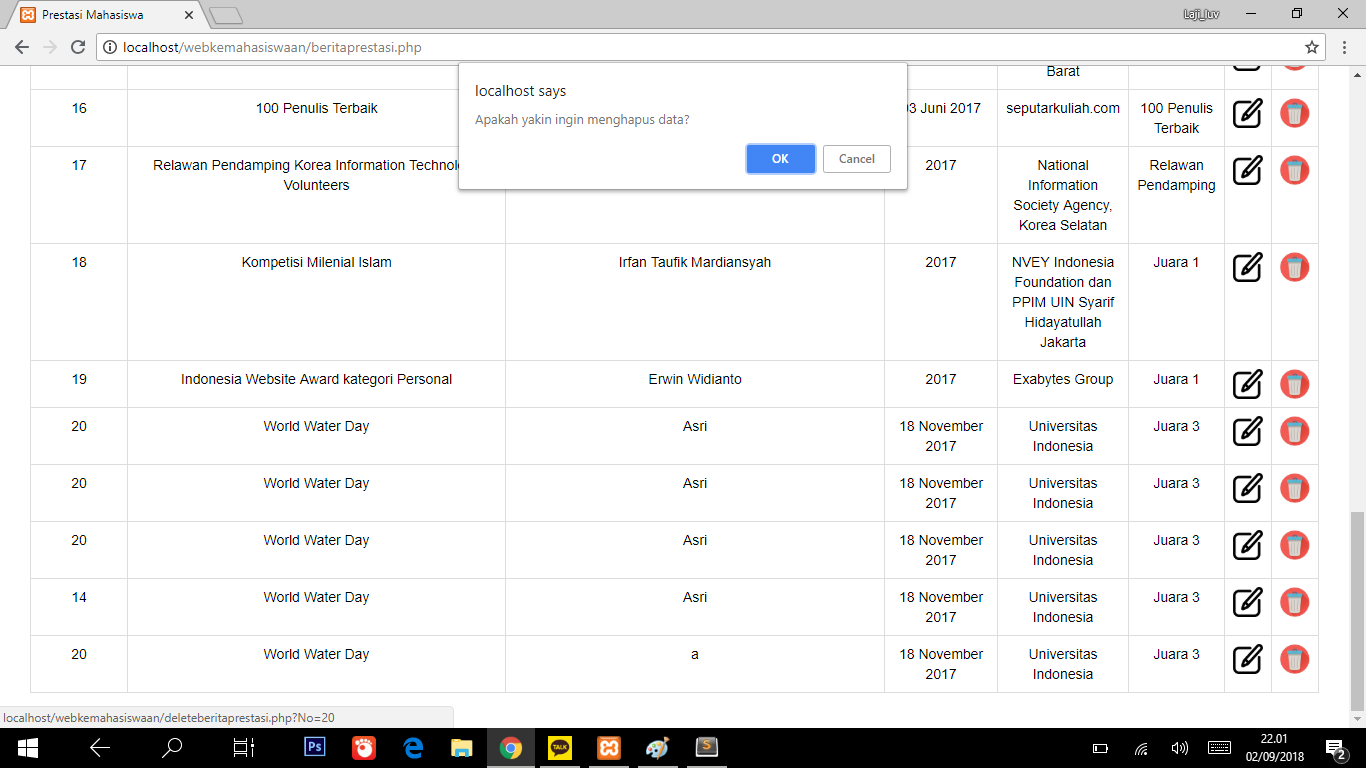 Prestasi Mahasiswa
Laji_luv
localhost/webkemahasiswaan/beritaprestasi.php
localhost says
Apakah yakin ingin menghapus data?
OK
Cancel
Barat
16
100 Penulis Terbaik
03 Juni 2017
seputarkuliah.com
100 Penulis
Terbaik
17
Relawan Pendamping Korea Information Technolo
Volunteers
2017
National
Information
Society Agency,
Korea Selatan
Relawan
Pendamping
18
Kompetisi Milenial Islam
Irfan Taufik Mardiansyah
2017
NVEY Indonesia
Foundation dan
PPIM UIN Syarif
Hidayatullah
Jakarta
Juara 1
19
Indonesia Website Award kategori Personal
Erwin Widianto
2017
Exabytes Group
Juara 1
20
World Water Day
Asri
18 November
2017
Universitas
Indonesia
Juara 3
20
World Water Day
Asri
18 November
2017
Universitas
Indonesia
Juara 3
20
World Water Day
Asri
18 November
2017
Universitas
Indonesia
Juara 3
14
World Water Day
Asri
18 November
2017
Universitas
Indonesia
Juara 3
20
World Water Day
a
18 November
2017
Universitas
Indonesia
Juara 3
localhost/webkemahasiswaan/deleteberitaprestasi.php?No=20
Ps
TALK
S
22.01
02/09/2018
2